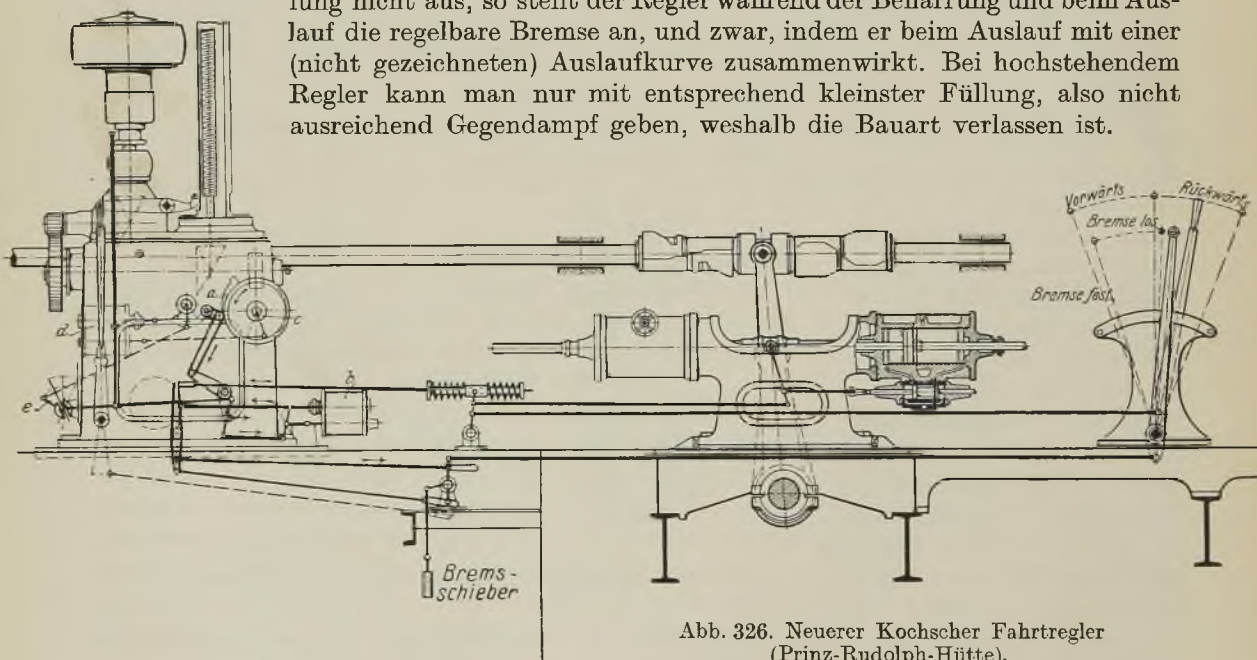 lung nicht aus, so stellt der Regler während der Beharrung und beim Aus-
lauf die regelbare Bremse an, und zwar, indem er beim Auslauf mit einer
(nicht gezeichneten) Auslaufkurve zusammenwirkt. Bei hochstehendem
Regler kann man nur mit entsprechend kleinster Füllung, also nicht
ausreichend Gegendampf geben, weshalb die Bauart verlassen ist.
Vorwärts
Rückwärts
Bremse los
Bremse fest
a
c
d
b
e
Brems-
schieber
Abb. 326. Neuerer Kochscher Fahrtregler
(Prinz-Rudolph-Hütte).